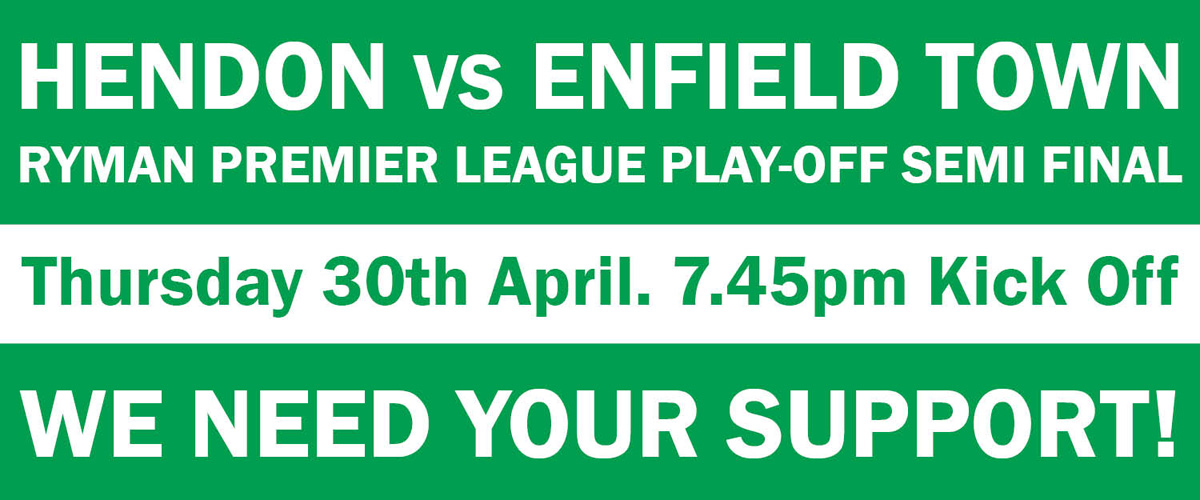 HENDON VS ENFIELD TOWN
RYMAN PREMIER LEAGUE PLAY-OFF SEMI FINAL
Thursday 30th April. 7.45pm Kick Off
WE NEED YOUR SUPPORT!